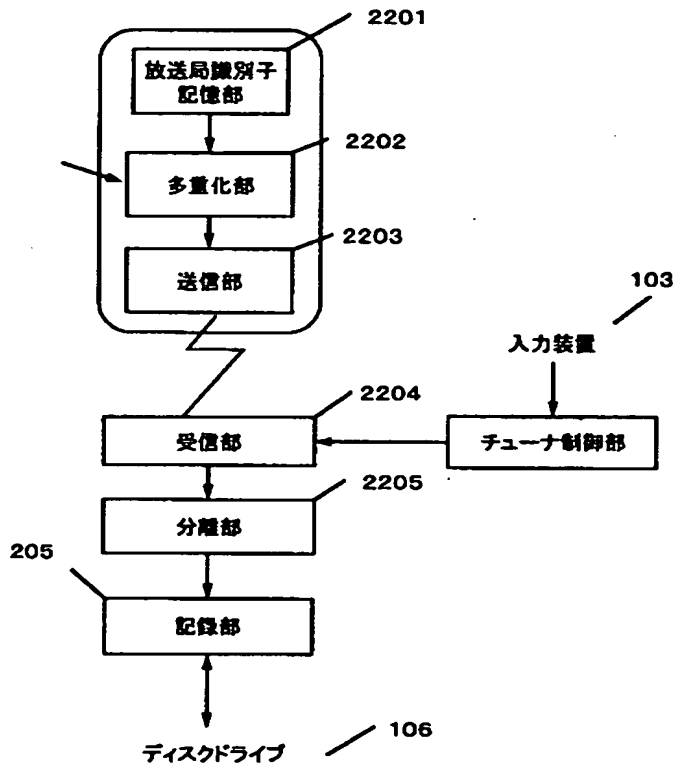 2201
放送局識別子
記憶部
2202
多重化部
2203
送信部
103
入力装置
2204
受信部
チューナ制御部
2205
分離部
205
記録部
106
ディスクドライブ